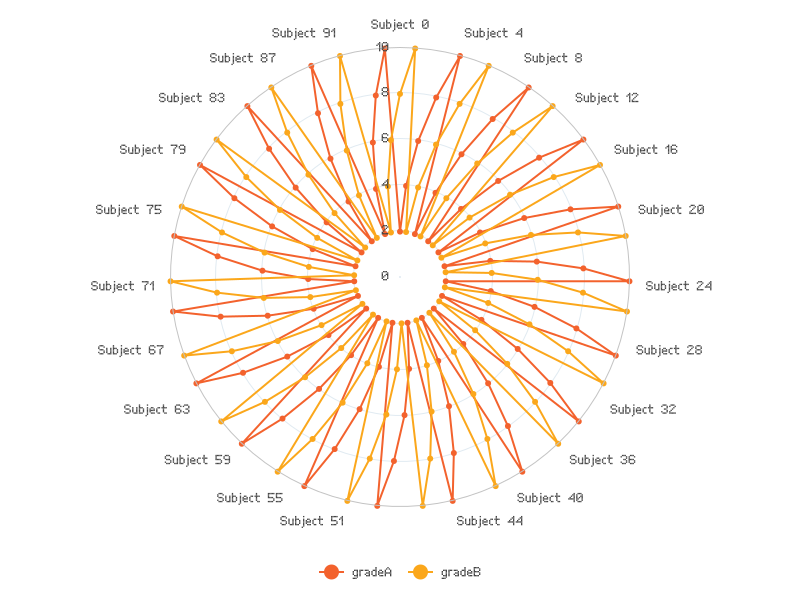 Subject 0
Subject 4
Subject 8
Subject 12
Subject 16
Subject 20
Subject 24
Subject 28
Subject 32
Subject 36
Subject 40
Subject 44
Subject 51
Subject 55
Subject 59
Subject 63
Subject 67
Subject 71
Subject 75
Subject 79
Subject 83
Subject 87
Subject 91
10
8
6
4
2
0
gradeA
gradeB